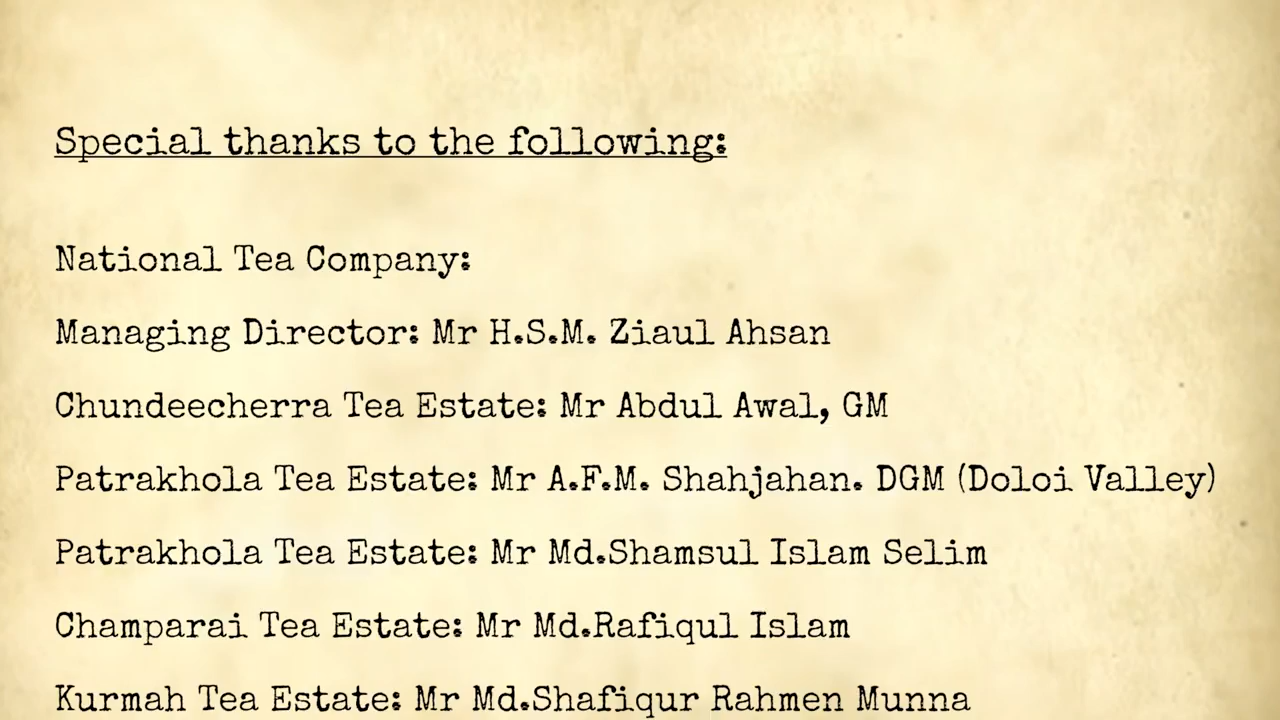 Special thanks to the following:
National Tea Company:
Managing Director: Mr H.S.M. Ziaul Ahsan
Chundeecherra Tea Estate: Mr Abdul Awal, GM
Patrakhola Tea Estate: Mr A.F.M. Shahjahan. DGM (Doloi Valley)
Patrakhola Tea Estate: Mr Md.Shamsul Islam Selim
Champarai Tea Estate: Mr Md.Rafiqul Islam
Kurmah Tea Estate: Mr Md.Shafiqur Rahmen Munna